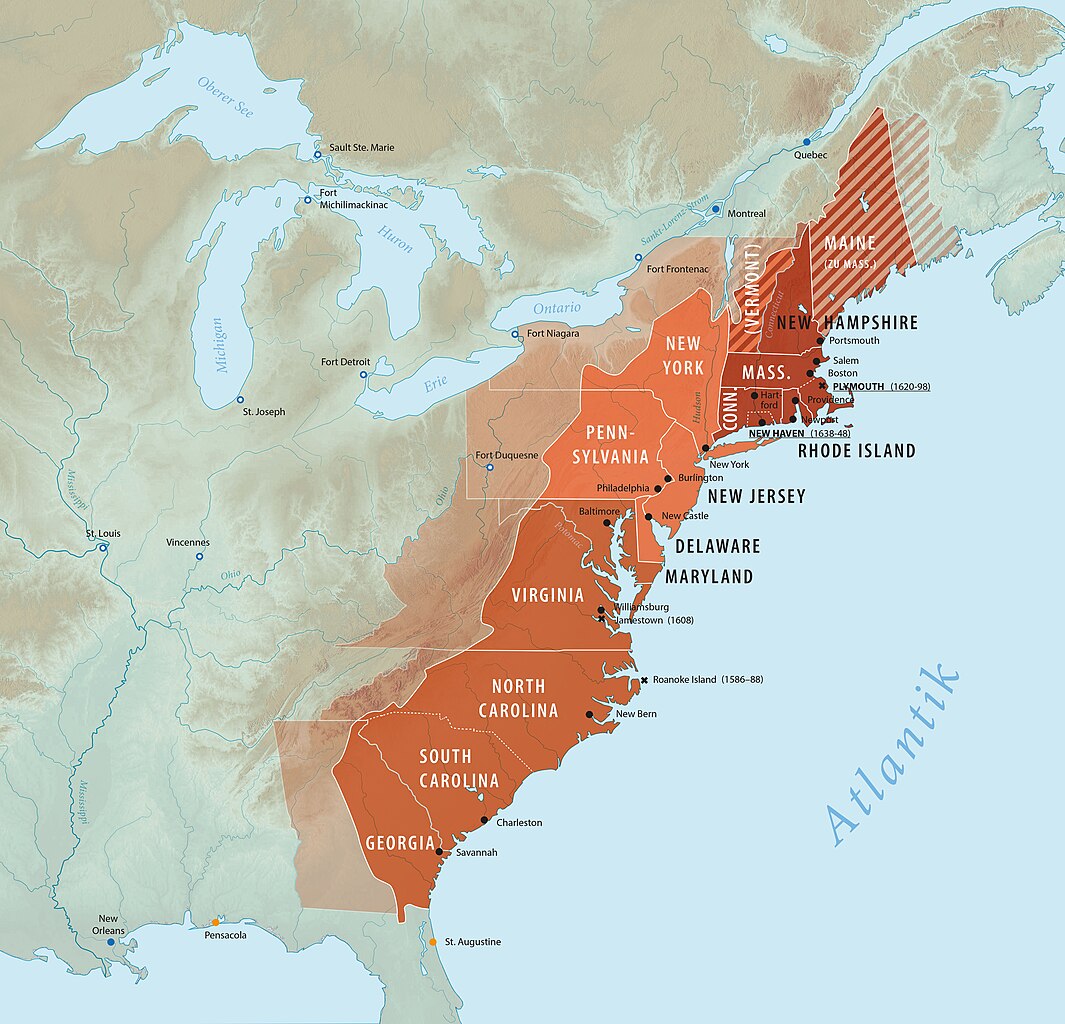 Oberer See
Sault Ste. Marie
Quebec
Fort
Michilimackinac
Sankt-Lorenz-Strom
Montreal
Huron
MAINE
(ZU MASS.)
Fort Frontenac
(VERMONT)
Connecticut
Ontario
NEW HAMPSHIRE
Michigan
Fort Niagara
NEW
YORK
Portsmouth
Fort Detroit
Salem
MASS.
Boston
Erie
PLYMOUTH (1620-98)
St. Joseph
Hudson
CONN
Hart-
ford
Providence
Newport
NEW HAVEN (1638-48)
PENN-
SYLVANIA
RHODE ISLAND
Fort Duquesne
New York
Mississippi
Ohio
Burlington
Philadelphia
NEW JERSEY
Baltimore
New Castle
St. Louis
Vincennes
Potomac
DELAWARE
Ohio
MARYLAND
VIRGINIA
Williamsburg
Jamestown (1608)
Roanoke Island (1586–88)
NORTH
CAROLINA
New Bern
Atlantik
SOUTH
CAROLINA
Mississippi
Charleston
GEORGIA
Savannah
New
Orleans
Pensacola
St. Augustine